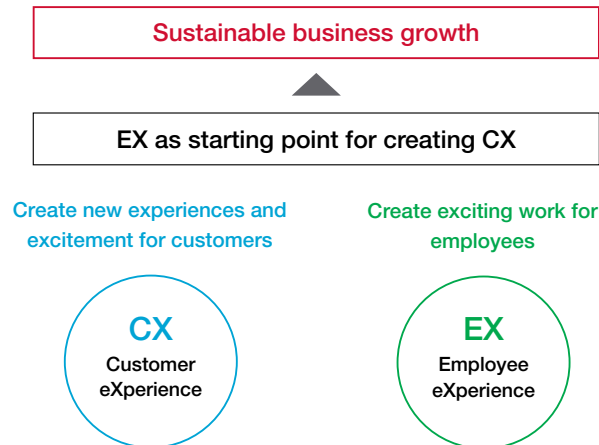 Sustainable business growth
EX as starting point for creating CX
Create new experiences and
excitement for customers
Create exciting work for
employees
CX
Customer
eXperience
EX
Employee
eXperience